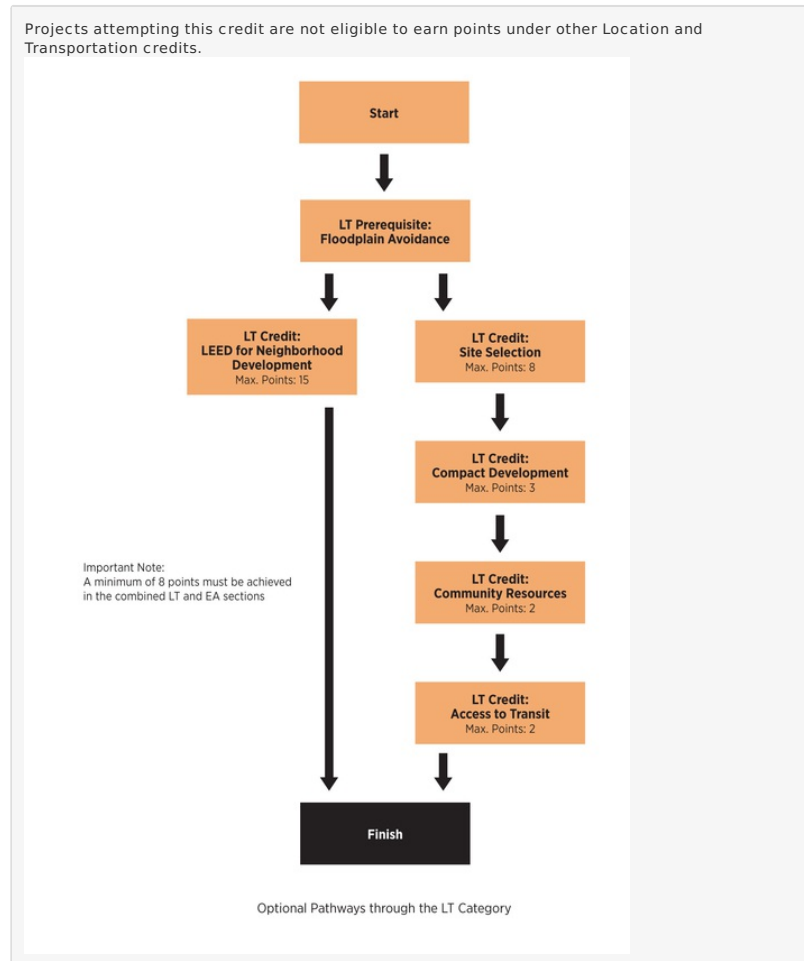 Projects attempting this credit are not eligible to earn points under other Location and
Transportation credits.
Start
LT Prerequisite:
Floodplain Avoidance
LT Credit:
LEED for Neighborhood
Development
Max. Points: 15
LT Credit:
Site Selection
Max. Points: 8
LT Credit:
Compact Development
Max. Points: 3
Important Note:
A minimum of 8 points must be achieved
in the combined LT and EA sections
LT Credit:
Community Resources
Max. Points: 2
LT Credit:
Access to Transit
Max. Points: 2
Finish
Optional Pathways through the LT Category